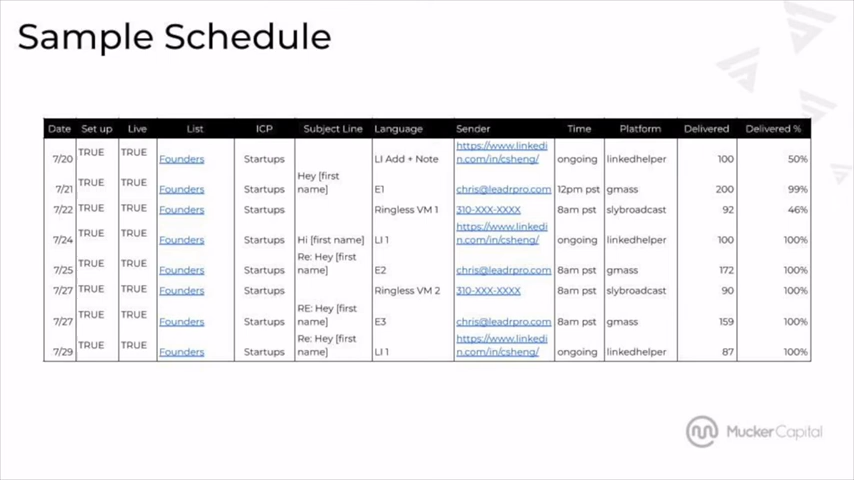 Sample Schedule
Date Set up Live List ICP Subject Line Language Sender Time Platform Delivered Delivered %
7/20 TRUE TRUE Founders Startups LI Add + Note https://www.linkedi
n.com/in/csheng/ ongoing linkedhelper 100 50%
7/21 TRUE TRUE Founders Startups Hey [first
name] E1 chris@leadrpro.com 12pm pst gmass 200 99%
7/22 TRUE TRUE Founders Startups Ringless VM 1 310-XXX-XXXX 8am pst slybroadcast 92 46%
7/24 TRUE TRUE Founders Startups Hi [first name] LI 1 https://www.linkedi
n.com/in/csheng/ ongoing linkedhelper 100 100%
7/25 TRUE TRUE Founders Startups Re: Hey [first
name] E2 chris@leadrpro.com 8am pst gmass 172 100%
7/27 TRUE TRUE Founders Startups Ringless VM 2 310-XXX-XXXX 8am pst slybroadcast 90 100%
7/27 TRUE TRUE Founders Startups RE: Hey [first
name] E3 chris@leadrpro.com 8am pst gmass 159 100%
7/29 TRUE TRUE Founders Startups Re: Hey [first
name] LI 1 https://www.linkedi
n.com/in/csheng/ ongoing linkedhelper 87 100%
MuckerCapital